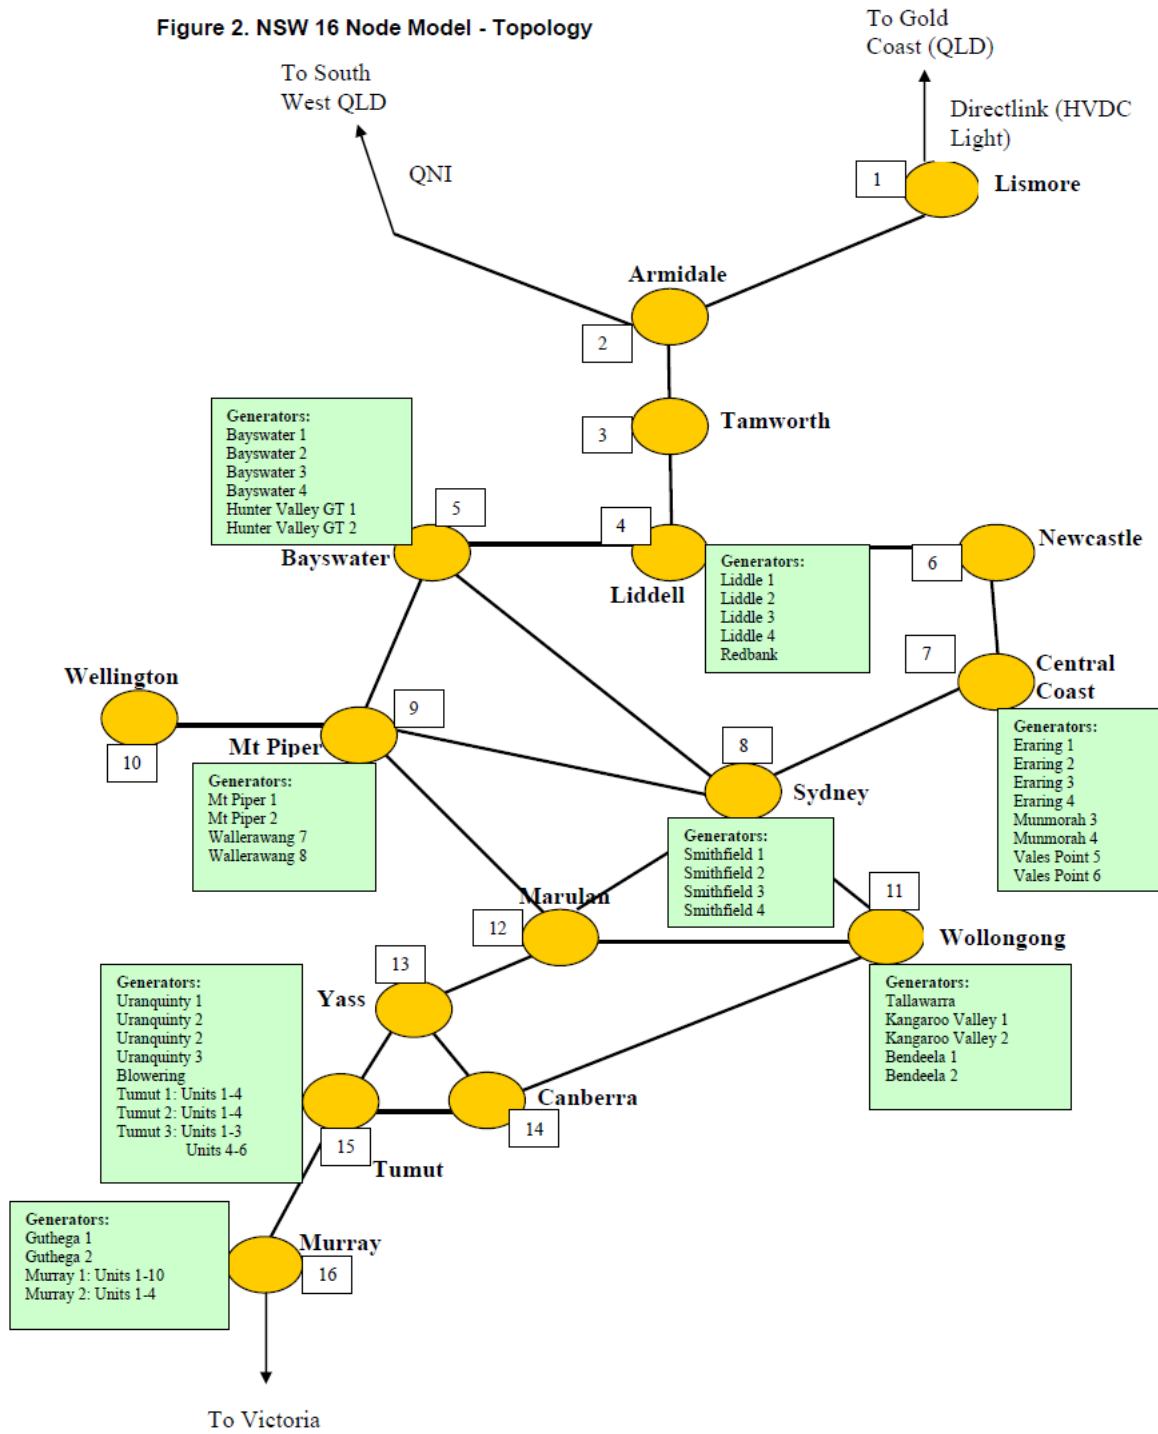 Figure 2. NSW 16 Node Model - Topology
To Gold
Coast (QLD)
To South
West QLD
Directlink (HVDC
Light)
QNI
1
Lismore
Armidale
2
Tamworth
3
Generators:
Bayswater 1
Bayswater 2
Bayswater 3
Bayswater 4
Hunter Valley GT 1
Hunter Valley GT 2
5
Bayswater
4
Liddell
Generators:
Liddle 1
Liddle 2
Liddle 3
Liddle 4
Redbank
Newcastle
6
7
Central
Coast
Generators:
Eraring 1
Eraring 2
Eraring 3
Eraring 4
Munmorah 3
Munmorah 4
Vales Point 5
Vales Point 6
Wellington
10
9
Mt Piper
Generators:
Mt Piper 1
Mt Piper 2
Wallerawang 7
Wallerawang 8
8
Sydney
Generators:
Smithfield 1
Smithfield 2
Smithfield 3
Smithfield 4
Marulan
12
11
Wollongong
Generators:
Tallawarra
Kangaroo Valley 1
Kangaroo Valley 2
Bendeela 1
Bendeela 2
13
Yass
Generators:
Uranquinty 1
Uranquinty 2
Uranquinty 2
Uranquinty 3
Blowering
Tumut 1: Units 1-4
Tumut 2: Units 1-4
Tumut 3: Units 1-3
Units 4-6
Canberra
14
15
Tumut
Generators:
Guthega 1
Guthega 2
Murray 1: Units 1-10
Murray 2: Units 1-4
Murray
16
To Victoria